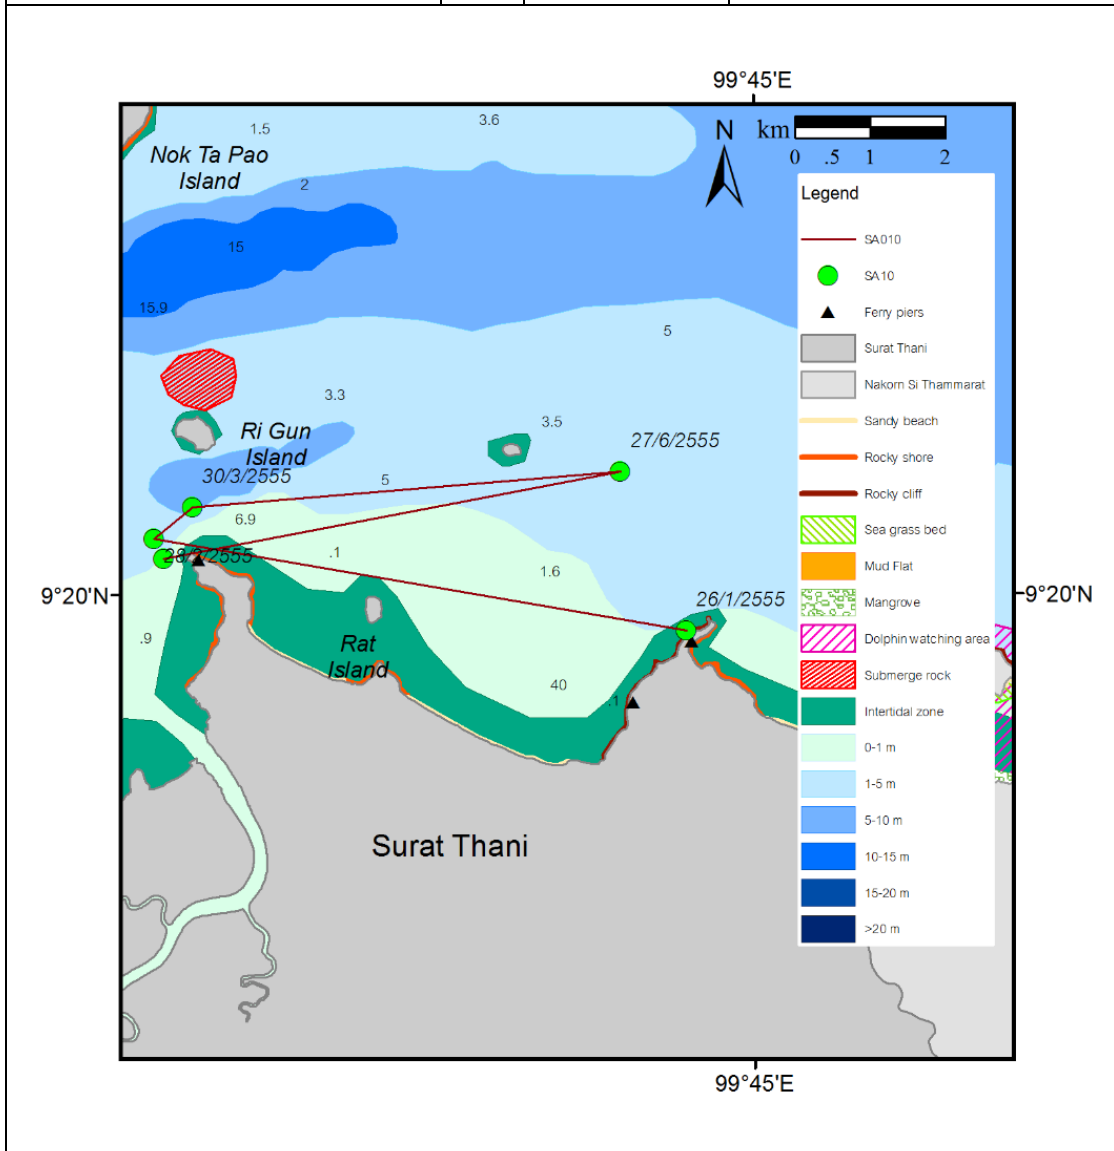 99°45'E
1.5
3.6
N
km
0 .5 1 2
Nok Ta Pao
Island
2
15
15.9
Legend
SA010
SA10
Ferry piers
Surat Thani
Nakorn Si Thammarat
Sandy beach
Rocky shore
Rocky cliff
Sea grass bed
Mud Flat
Mangrove
Dolphin watching area
Submerge rock
Intertidal zone
0-1 m
1-5 m
5-10 m
10-15 m
15-20 m
>20 m
5
3.3
3.5
Ri Gun
Island
27/6/2555
30/3/2555
5
6.9
28/2/2555
.1
1.6
26/1/2555
9°20'N
9°20'N
.9
Rat
Island
40
.1
Surat Thani
99°45'E